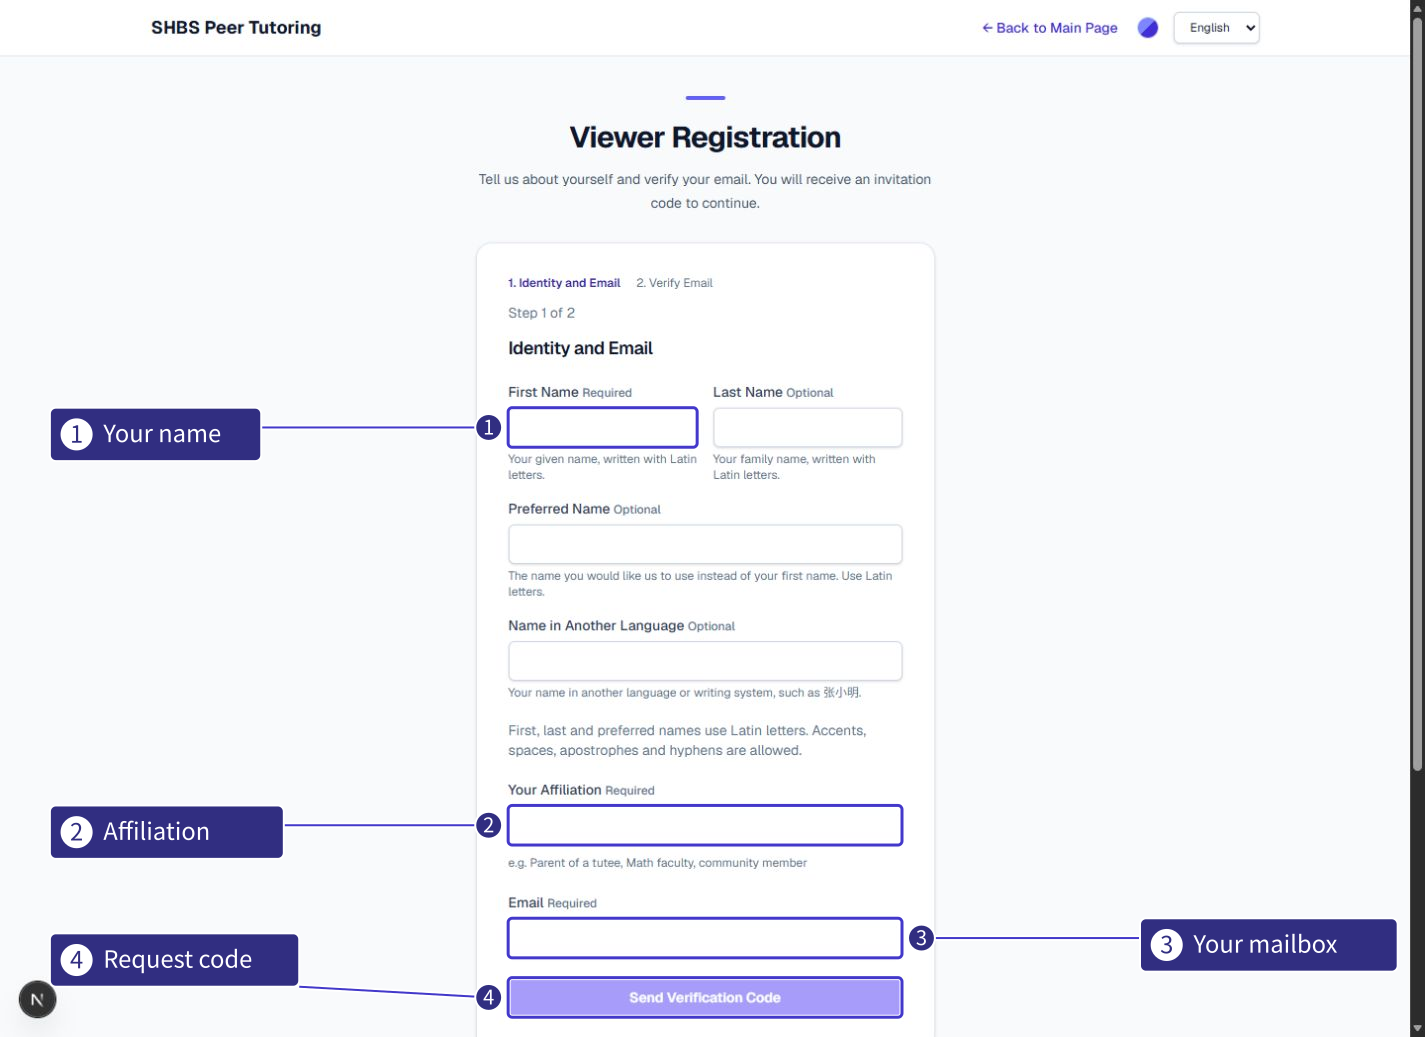 SHBS Peer Tutoring
← Back to Main Page
English
Viewer Registration
Tell us about yourself and verify your email. You will receive an invitation
code to continue.
1. Identity and Email 2. Verify Email
Step 1 of 2
Identity and Email
First Name Required
Last Name Optional
1 Your name
1
Your given name, written with Latin
letters.
Your family name, written with
Latin letters.
Preferred Name Optional
The name you would like us to use instead of your first name. Use Latin
letters.
Name in Another Language Optional
Your name in another language or writing system, such as 张小明.
First, last and preferred names use Latin letters. Accents,
spaces, apostrophes and hyphens are allowed.
Your Affiliation Required
2 Affiliation
2
e.g. Parent of a tutee, Math faculty, community member
Email Required
3
3 Your mailbox
4 Request code
4
Send Verification Code
N